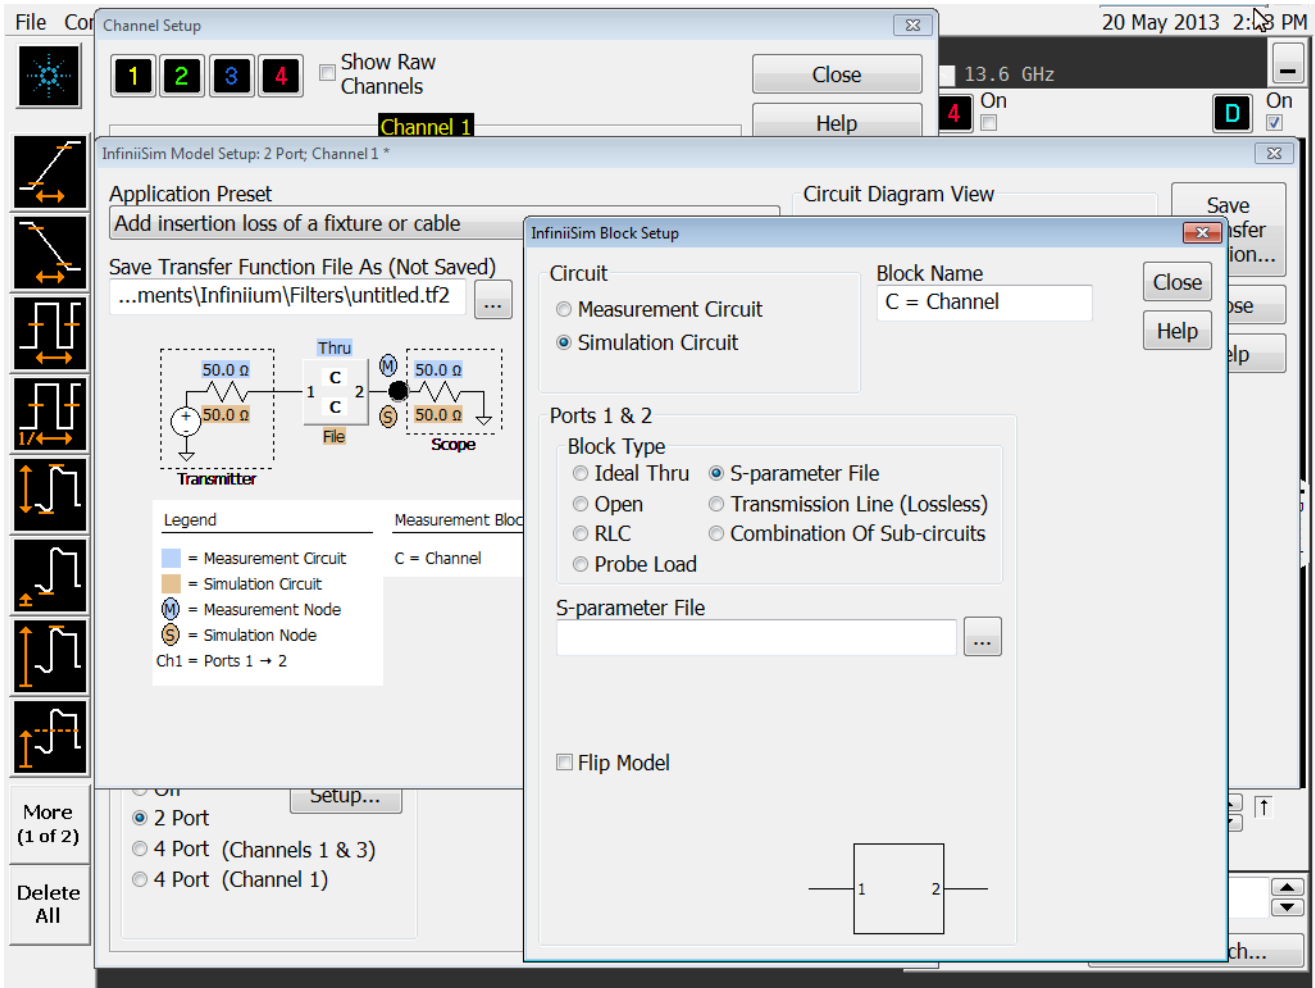 File
Channel Setup
20 May 2013
PM
1 2 3 4
Show Raw
Channels
Close
13.6 GHz
4
On
D
On
Channel 1
Help
InfiniiSim Model Setup: 2 Port; Channel 1 *
Application Preset
Circuit Diagram View
Add insertion loss of a fixture or cable
Save
InfiniiSim Block Setup
Save Transfer Function File As (Not Saved)
...ments\Infiniium\Filters\untitled.tf2
...
Circuit
Measurement Circuit
Simulation Circuit
Block Name
C = Channel
Close
Help
Thru
50.0 Ω
C
M
50.0 Ω
1
2
50.0 Ω
C
S
50.0 Ω
File
Scope
Transmitter
Ports 1 & 2
Block Type
Ideal Thru
S-parameter File
Open
Transmission Line (Lossless)
RLC
Combination Of Sub-circuits
Probe Load
Legend
Measurement Bloc
= Measurement Circuit
C = Channel
= Simulation Circuit
M = Measurement Node
S = Simulation Node
Ch1 = Ports 1 → 2
S-parameter File
...
Flip Model
1/
Setup...
2 Port
4 Port (Channels 1 & 3)
4 Port (Channel 1)
1 2
More
(1 of 2)
Delete
All